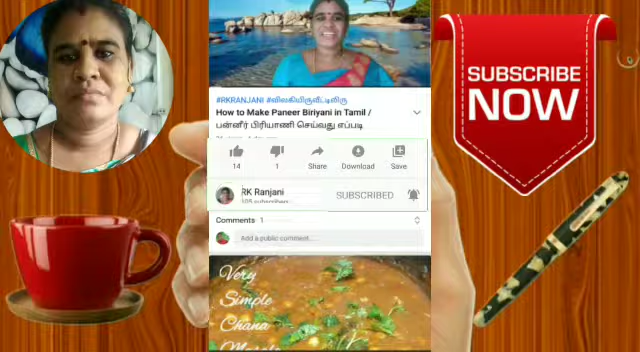 #RKRANJANI #விலகியிருவீட்டிலிரு
How to Make Paneer Biriyani in Tamil /
பன்னீர் பிரியாணி செய்வது எப்படி
14
1
Share
Download
Save
RK Ranjani
SUBSCRIBED
Comments 1
Add a public comment...
Very
Simple
Chana
Masala
SUBSCRIBE
NOW